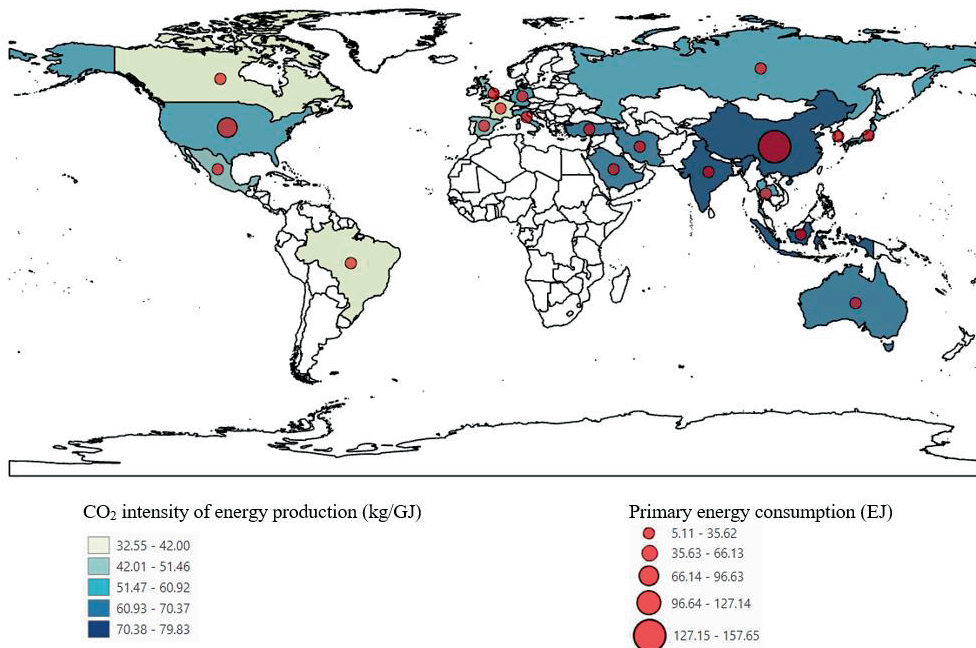 CO₂ intensity of energy production (kg/GJ)
32.55 - 42.00
42.01 - 51.46
51.47 - 60.92
60.93 - 70.37
70.38 - 79.83
Primary energy consumption (EJ)
5.11 - 35.62
35.63 - 66.13
66.14 - 96.63
96.64 - 127.14
127.15 - 157.65